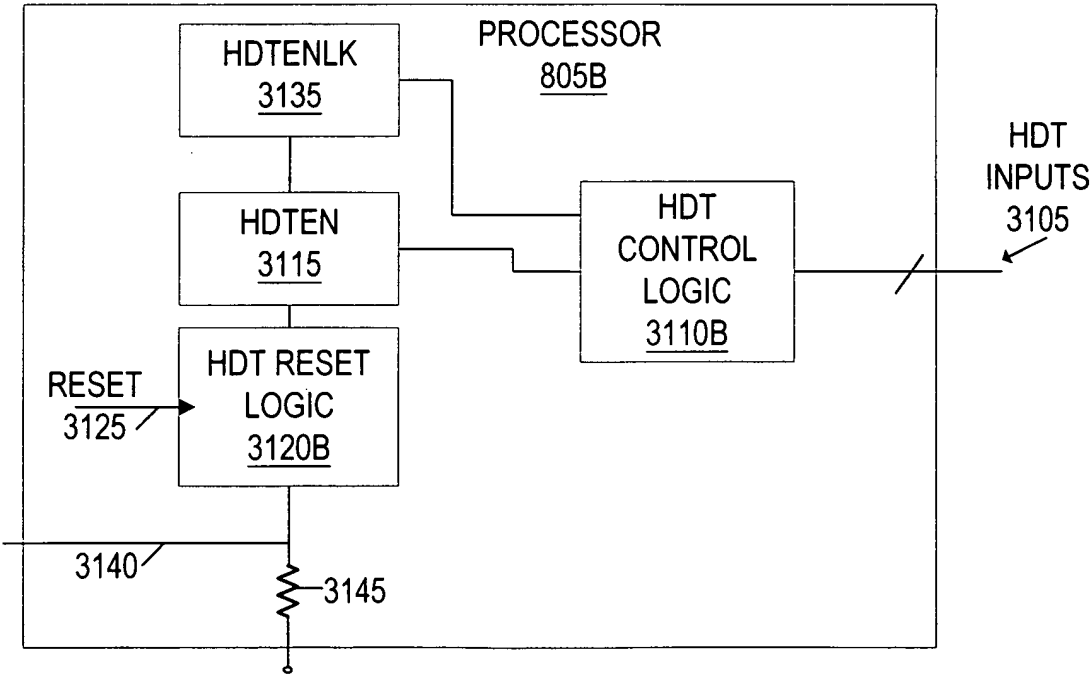 PROCESSOR
805B
HDTENLK
3135
HDTEN
3115
HDT
CONTROL
LOGIC
3110B
HDT
INPUTS
3105
HDT RESET
LOGIC
3120B
RESET
3125
3140
3145